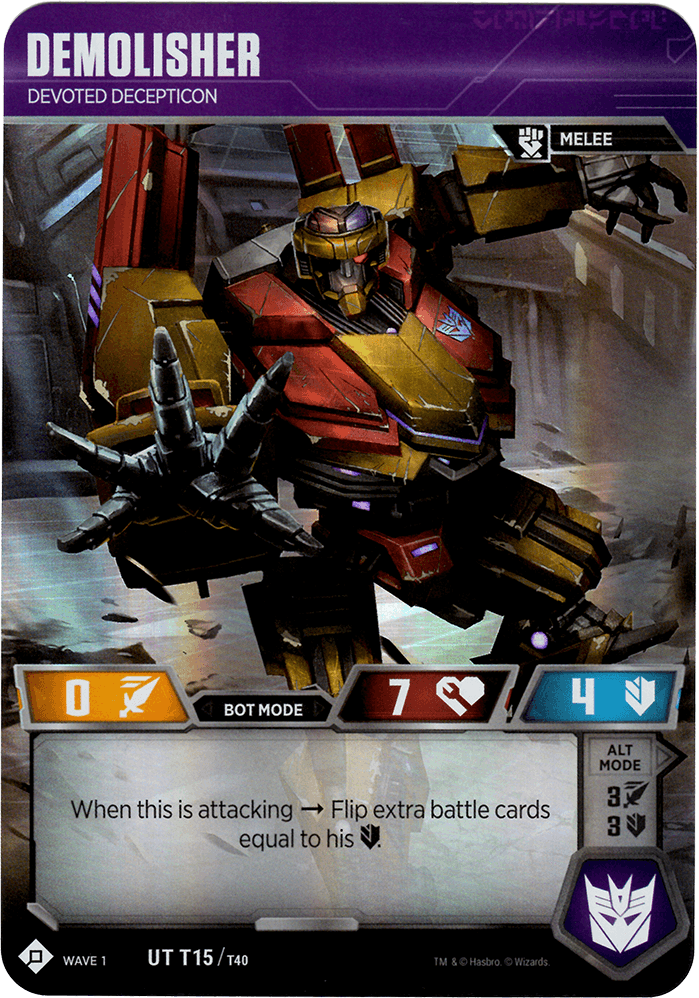 DEMOLISHER
DEVOTED DECEPTICON
MELEE
0
BOT MODE
7
4
When this is attacking → Flip extra battle cards
equal to his .
ALT
MODE
3
3
WAVE 1
UT T15/T40
TM & © Hasbro. © Wizards.